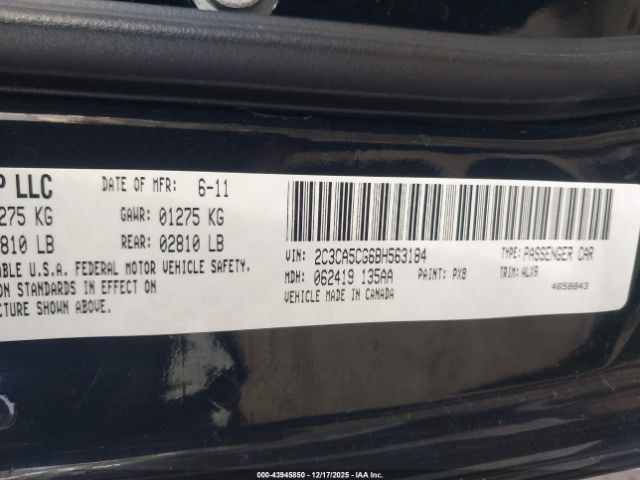 P LLC DATE OF MFR: 6-11
275 KG GAWR: 01275 KG
810 LB REAR: 02810 LB
ABLE U.S.A. FEDERAL MOTOR VEHICLE SAFETY,
ON STANDARDS IN EFFECT ON
CTURE SHOWN ABOVE.
VIN: 2C3CA5CG6BH563184 TYPE: PASSENGER CAR
MDH: 062419 135AA PAINT: PX8 TRIM: ALX9
VEHICLE MADE IN CANADA 4658843
000-43945850 - 12/17/2025 - IAA Inc.